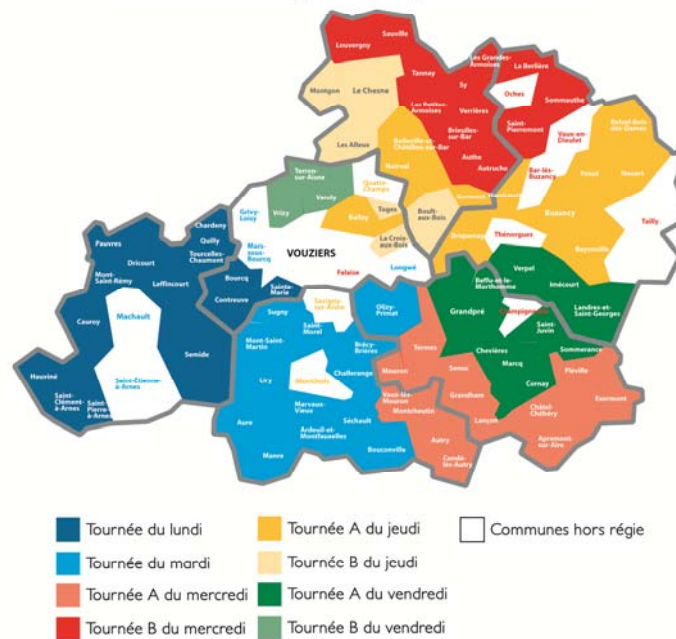 Sauville
Louvergny
Les Grandes-
Armoises
La Berlière
Tannay
Montgon
Le Chesne
Sy
Oches
Sommauthe
Les Petites-
Armoises
Verrières
Saint-
Pierremont
Vaux-en-
Dieulet
Belval-Bois-
des-Dames
Brieulles-
sur-Bar
Les Alleux
Belleville-et-
Châtillon-sur-Bar
Authe
Bar-lès-
Buzancy
Fossé
Nouart
Terron-
sur-Aisne
Noirval
Autruche
Quatre-
Champs
Vandy
Germont
Tailly
Grivy-
Loisy
Vrizy
Toges
Boult-
aux-Bois
Buzancy
Ballay
Chardeny
Briquenay
Thénorgues
Bayonville
Pauvres
Quilly
Mars-
sous-
Bourcq
VOUZIERS
La Croix-
aux-Bois
Tourcelles-
Chaumont
Dricourt
Verpel
Falaise
Longwé
Beffu-et-le-
Morthomme
Imécourt
Mont-
Saint-Rémy
Leffincourt
Bourcq
Sainte-
Marie
Contreuve
Savigny-
sur-Aisne
Olizy-
Primat
Grandpré
Champigneulle
Landres-et-
Saint-Georges
Machault
Sugny
Saint-
Morel
Saint-
Juvin
Cauroy
Mont-Saint-
Martin
Brécy-
Brières
Termes
Chevières
Sommerance
Semide
Mouron
Senuc
Marcq
Fléville
Hauviné
Saint-Étienne-
à-Arnes
Liry
Monthois
Challerange
Cornay
Exermont
Saint-
Clément-
à-Arnes
Saint-
Pierre-
à-Arnes
Marvaux-
Vieux
Vaux-lès-
Mouron
Grandham
Montcheutin
Châtel-
Chéhéry
Aure
Séchault
Lançon
Ardeuil-et-
Montfauxelles
Autry
Apremont-
sur-Aire
Manre
Bouconville
Condé-
lès-Autry
Tournée du lundi
Tournée A du jeudi
Communes hors régie
Tournée du mardi
Tournée B du jeudi
Tournée A du mercredi
Tournée A du vendredi
Tournée B du mercredi
Tournée B du vendredi